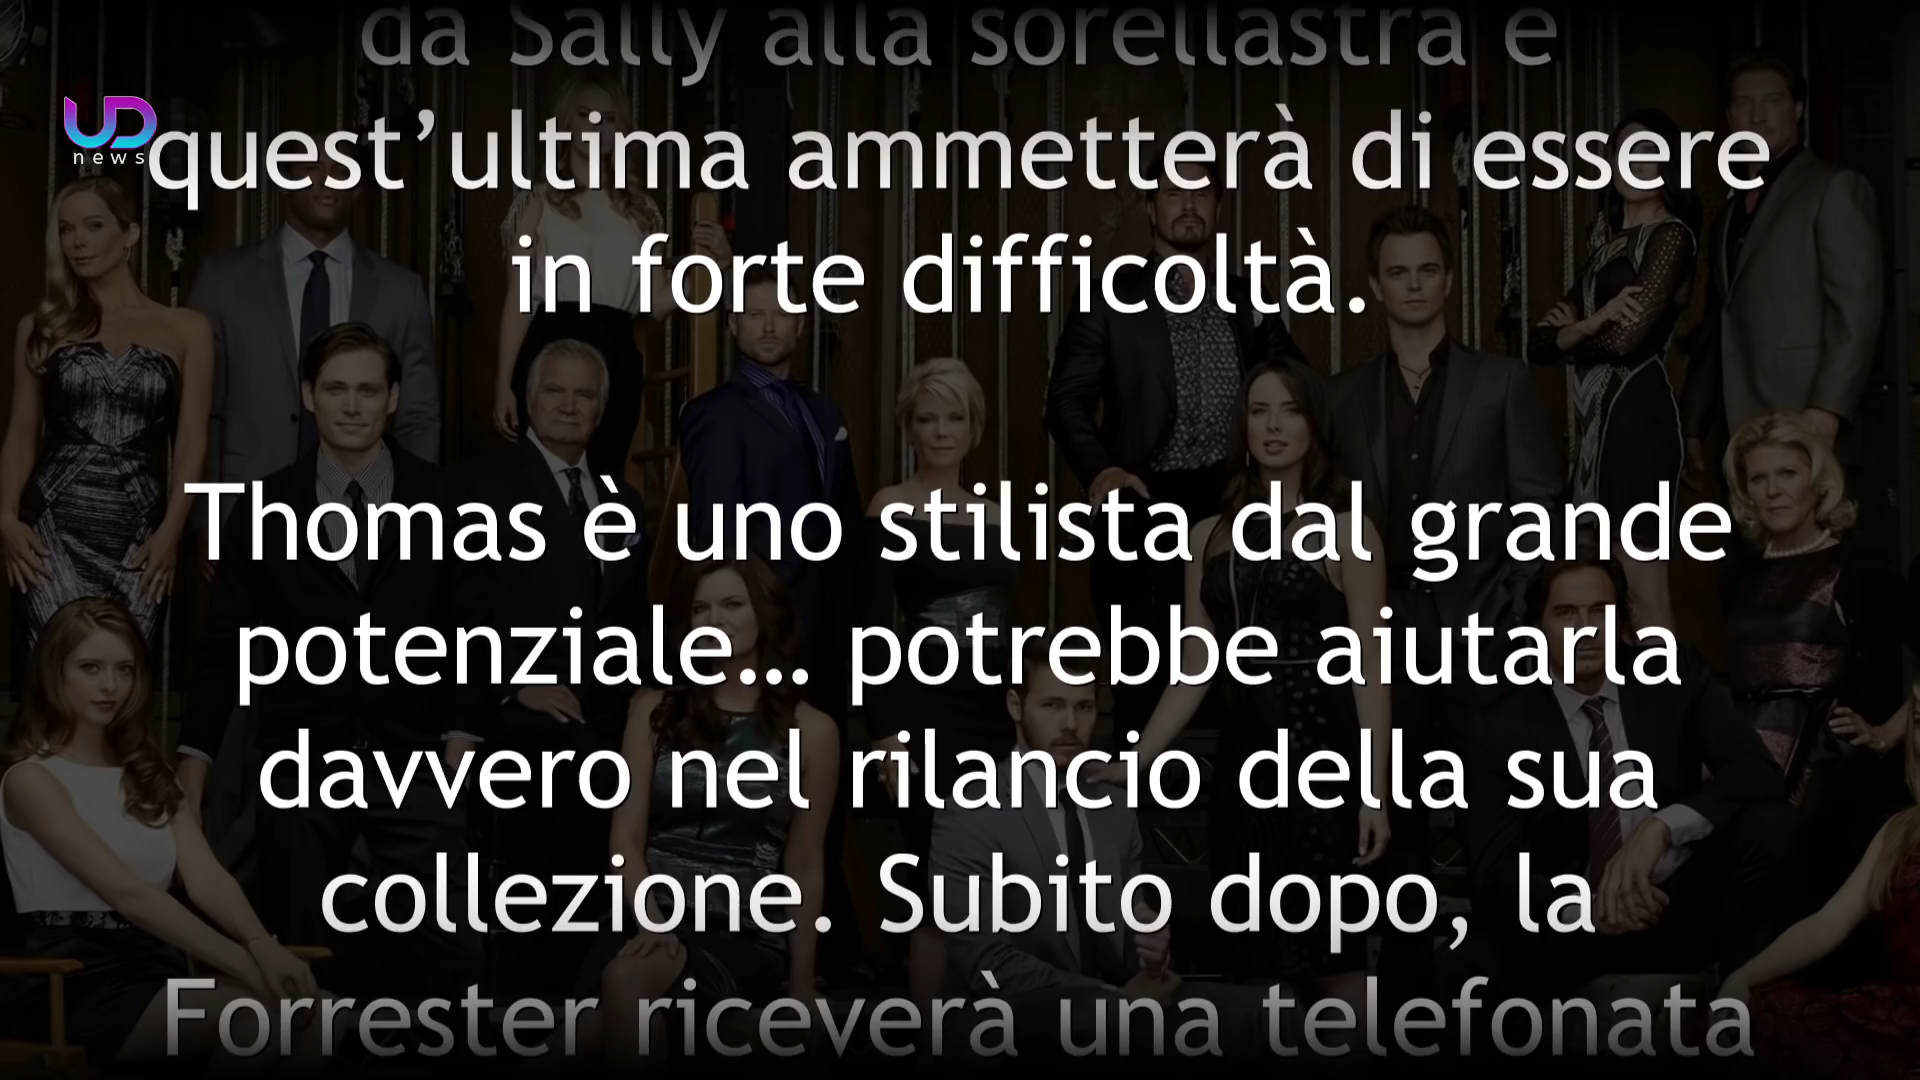 da Sally alla sorellastra e
UD
news
quest’ultima ammetterà di essere
in forte difficoltà.
Thomas è uno stilista dal grande
potenziale... potrebbe aiutarla
davvero nel rilancio della sua
collezione. Subito dopo, la
Forrester riceverà una telefonata